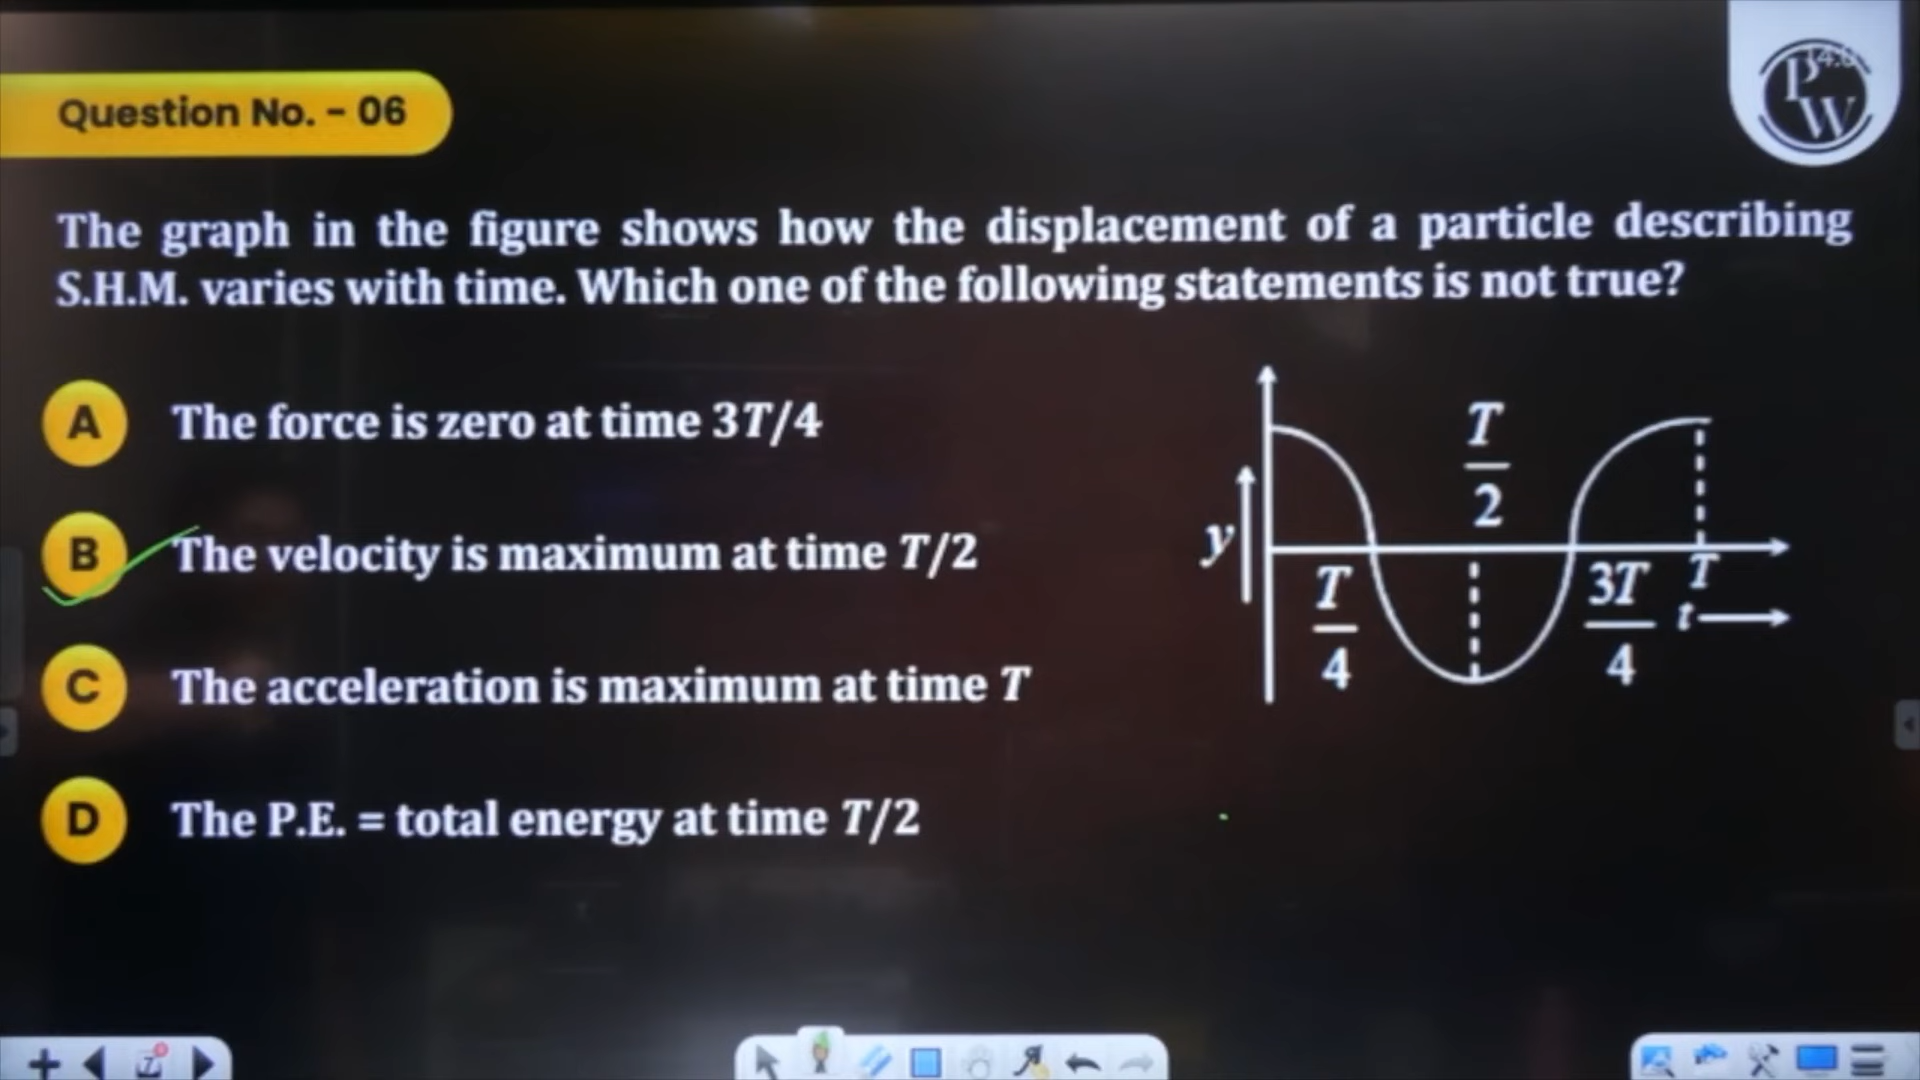 Question No. - 06
PW
The graph in the figure shows how the displacement of a particle describing
S.H.M. varies with time. Which one of the following statements is not true?
A The force is zero at time 3T/4
B The velocity is maximum at time T/2
C The acceleration is maximum at time T
D The P.E. = total energy at time T/2
y
T/2
T/4
3T/4
T
t